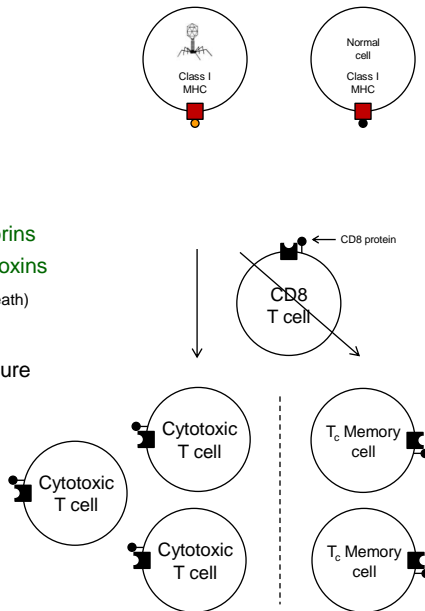 Normal
cell
Class I
MHC
Class I
MHC
orins
oxins
eath)
ure
CD8 protein
CD8
T cell
Cytotoxic
T cell
Cytotoxic
T cell
Cytotoxic
T cell
Tc Memory
cell
Tc Memory
cell